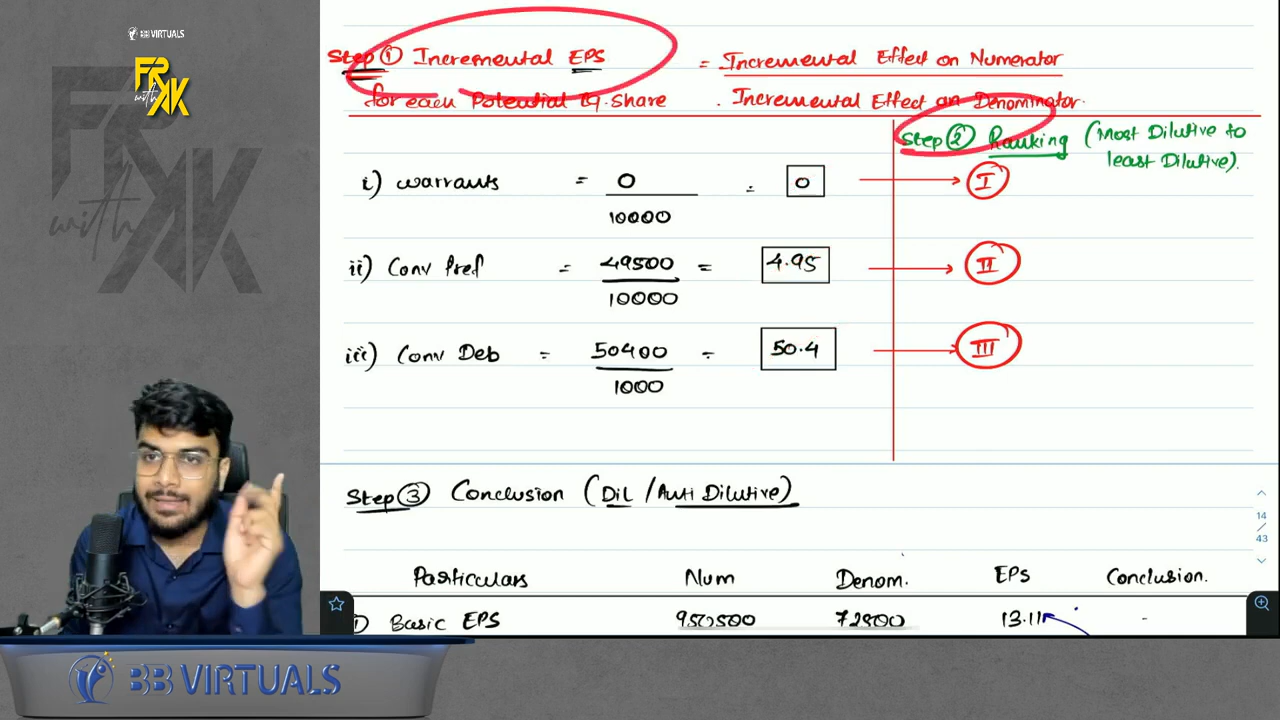 BB VIRTUALS
FR
with AK
FR
with
AK
Step ① Incremental EPS = Incremental Effect on Numerator
for each Potential Eq. Share . Incremental Effect on Denominator.
Step ② Ranking (Most Dilutive to
least Dilutive).
i) warrants = 0 = 0 I
10000
ii) Conv Pref = 49500 = 4.95 II
10000
iii) Conv Deb = 50400 = 50.4 III
1000
Step ③ Conclusion (Dil /Anti Dilutive)
14
/
43
Particulars Num Denom. EPS Conclusion.
Basic EPS 950500 13.11 -
BB VIRTUALS